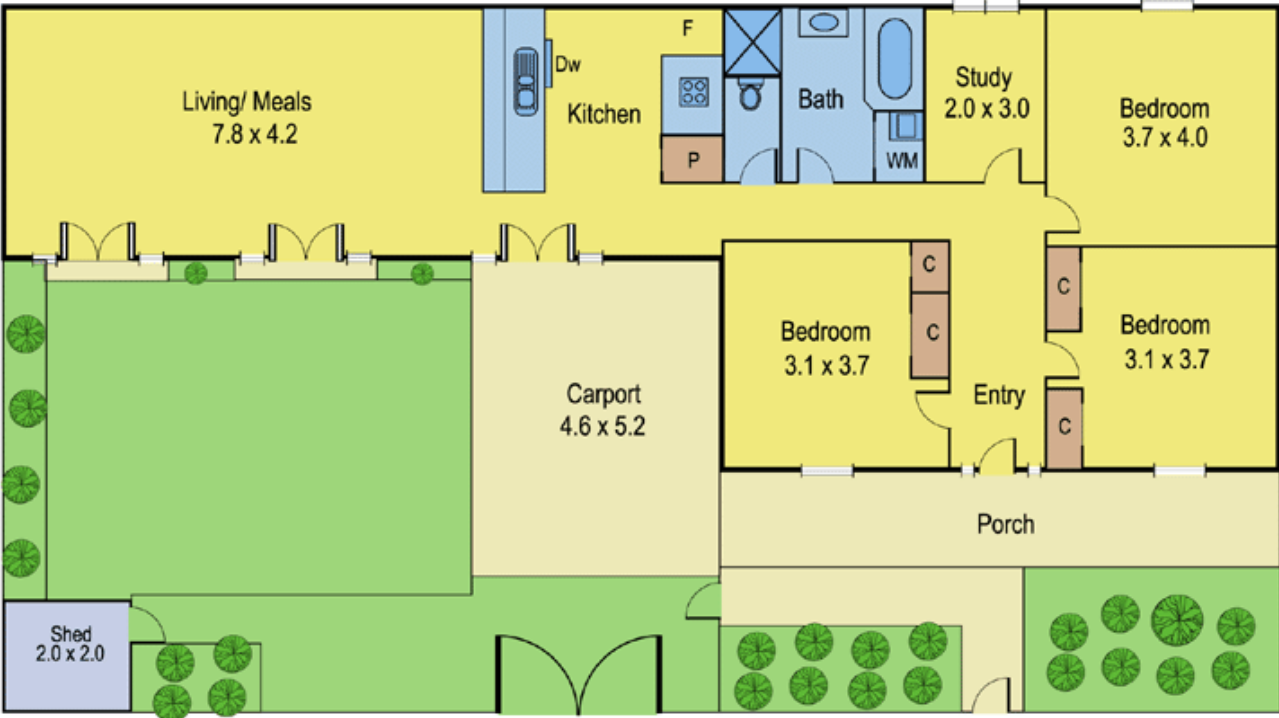 F
Dw
Living/ Meals
7.8 x 4.2
Kitchen
P
Bath
WM
Study
2.0 x 3.0
Bedroom
3.7 x 4.0
C
C
Bedroom
3.1 x 3.7
C
Bedroom
3.1 x 3.7
C
Entry
Carport
4.6 x 5.2
Porch
Shed
2.0 x 2.0